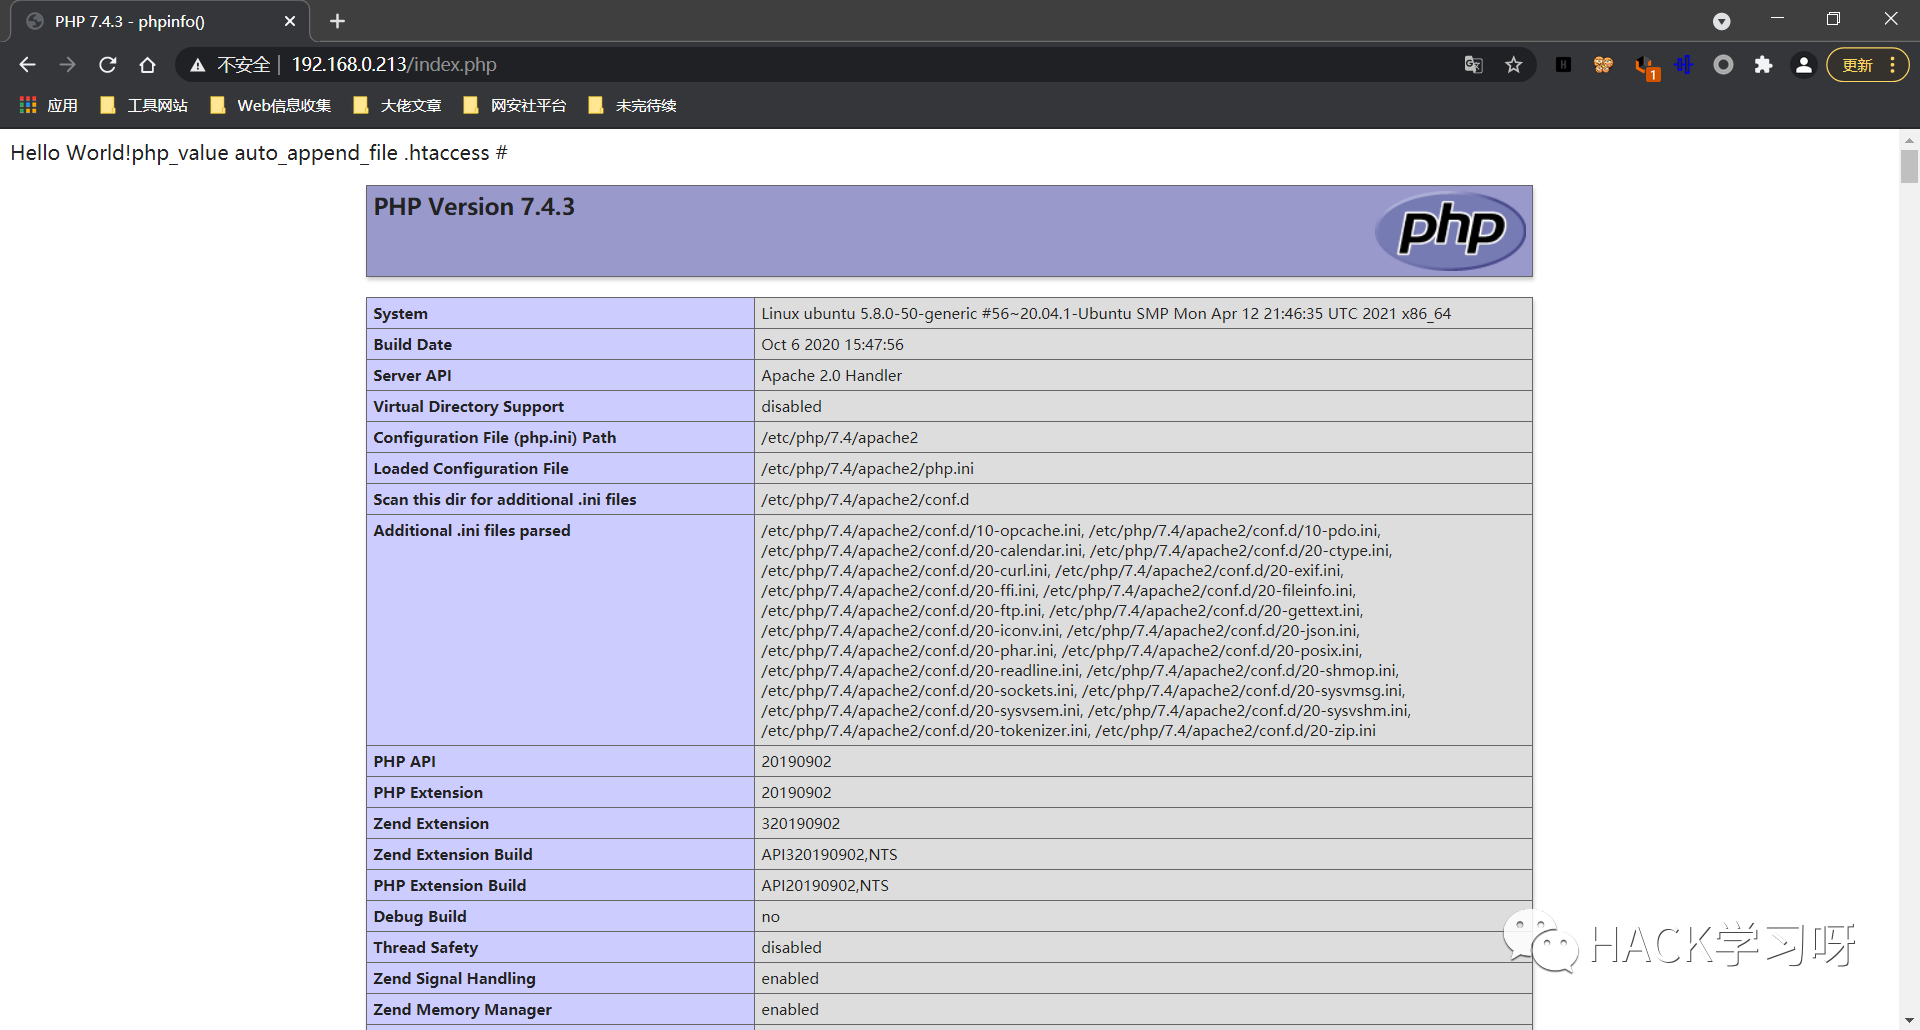 PHP 7.4.3 - phpinfo()
不安全 192.168.0.213/index.php
1
更新
应用 工具网站 Web信息收集 大佬文章 网安社平台 未完待续
Hello World!php_value auto_append_file .htaccess #
PHP Version 7.4.3
php
System Linux ubuntu 5.8.0-50-generic #56~20.04.1-Ubuntu SMP Mon Apr 12 21:46:35 UTC 2021 x86_64
Build Date Oct 6 2020 15:47:56
Server API Apache 2.0 Handler
Virtual Directory Support disabled
Configuration File (php.ini) Path /etc/php/7.4/apache2
Loaded Configuration File /etc/php/7.4/apache2/php.ini
Scan this dir for additional .ini files /etc/php/7.4/apache2/conf.d
Additional .ini files parsed /etc/php/7.4/apache2/conf.d/10-opcache.ini, /etc/php/7.4/apache2/conf.d/10-pdo.ini,
/etc/php/7.4/apache2/conf.d/20-calendar.ini, /etc/php/7.4/apache2/conf.d/20-ctype.ini,
/etc/php/7.4/apache2/conf.d/20-curl.ini, /etc/php/7.4/apache2/conf.d/20-exif.ini,
/etc/php/7.4/apache2/conf.d/20-ffi.ini, /etc/php/7.4/apache2/conf.d/20-fileinfo.ini,
/etc/php/7.4/apache2/conf.d/20-ftp.ini, /etc/php/7.4/apache2/conf.d/20-gettext.ini,
/etc/php/7.4/apache2/conf.d/20-iconv.ini, /etc/php/7.4/apache2/conf.d/20-json.ini,
/etc/php/7.4/apache2/conf.d/20-phar.ini, /etc/php/7.4/apache2/conf.d/20-posix.ini,
/etc/php/7.4/apache2/conf.d/20-readline.ini, /etc/php/7.4/apache2/conf.d/20-shmop.ini,
/etc/php/7.4/apache2/conf.d/20-sockets.ini, /etc/php/7.4/apache2/conf.d/20-sysvmsg.ini,
/etc/php/7.4/apache2/conf.d/20-sysvsem.ini, /etc/php/7.4/apache2/conf.d/20-sysvshm.ini,
/etc/php/7.4/apache2/conf.d/20-tokenizer.ini, /etc/php/7.4/apache2/conf.d/20-zip.ini
PHP API 20190902
PHP Extension 20190902
Zend Extension 320190902
Zend Extension Build API320190902,NTS
PHP Extension Build API20190902,NTS
Debug Build no
Thread Safety disabled
Zend Signal Handling enabled
Zend Memory Manager enabled
HACK学习呀